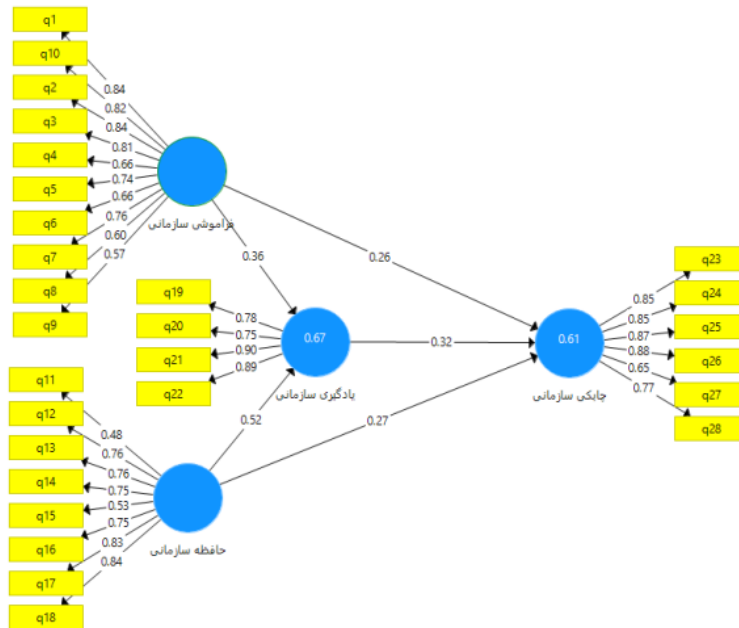 q1
q10
q2
q3
q4
q5
q6
q7
q8
q9
0.84
0.82
0.84
0.81
0.66
0.74
0.66
0.76
0.60
0.57
فراموشی سازمانی
0.36
0.26
q19
q20
q21
q22
0.78
0.75
0.90
0.89
0.67
یادگیری سازمانی
0.32
0.61
چابکی سازمانی
q23
q24
q25
q26
q27
q28
0.85
0.85
0.87
0.88
0.65
0.77
q11
q12
q13
q14
q15
q16
q17
q18
0.48
0.76
0.76
0.75
0.53
0.75
0.83
0.84
0.52
0.27
حافظه سازمانی